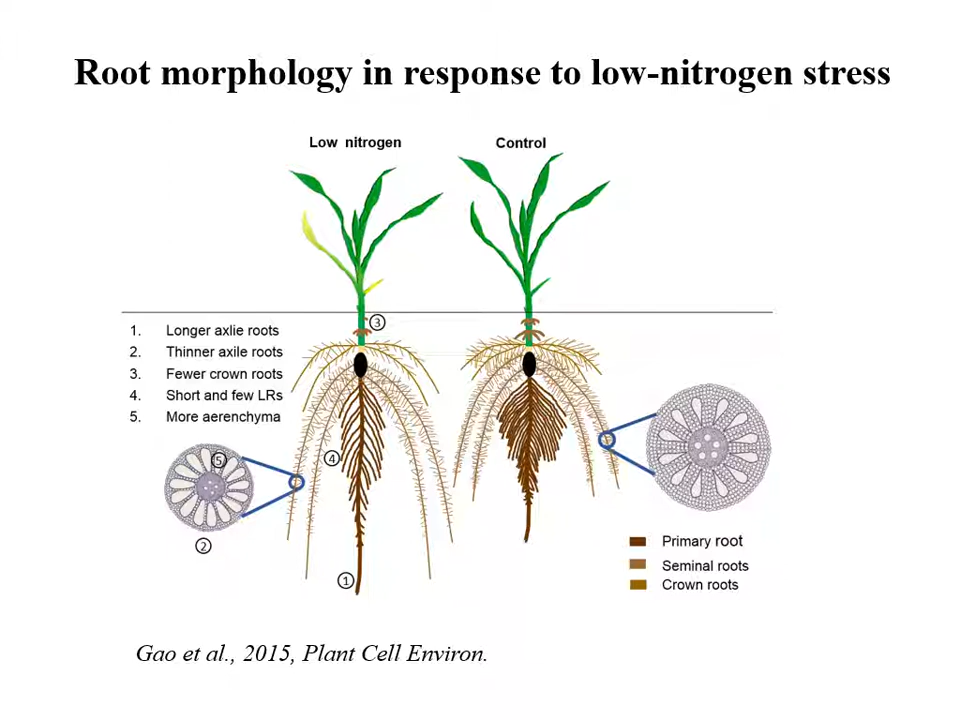 Root morphology in response to low-nitrogen stress
Low nitrogen
Control
③
1. Longer axlie roots
2. Thinner axile roots
3. Fewer crown roots
4. Short and few LRs
5. More aerenchyma
⑤
④
②
①
Primary root
Seminal roots
Crown roots
Gao et al., 2015, Plant Cell Environ.